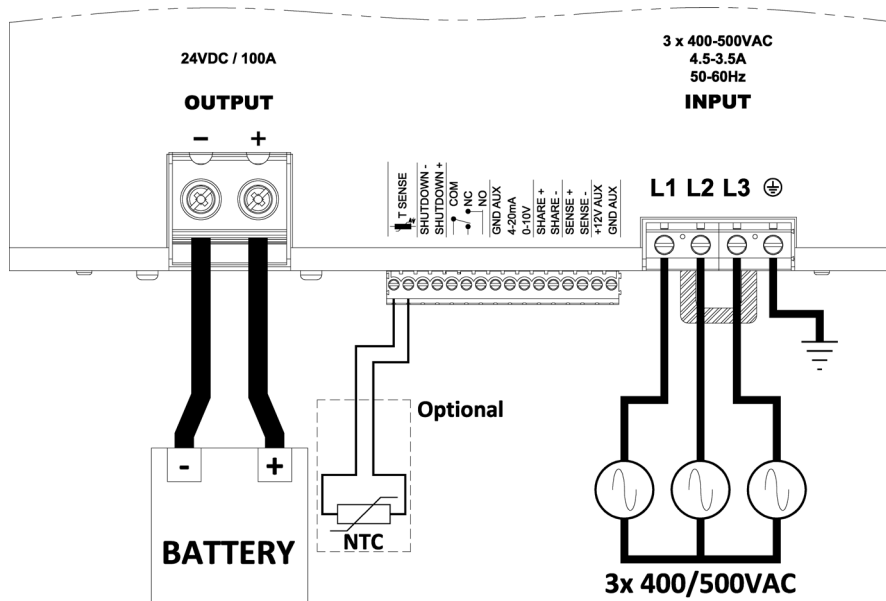 24VDC / 100A
OUTPUT
- +
3 x 400-500VAC
4.5-3.5A
50-60Hz
INPUT
T SENSE
SHUTDOWN -
SHUTDOWN +
COM
NC
NO
GND AUX
4-20mA
0-10V
SHARE +
SHARE -
SENSE +
SENSE -
+12V AUX
GND AUX
L1 L2 L3
Optional
NTC
- +
BATTERY
3x 400/500VAC